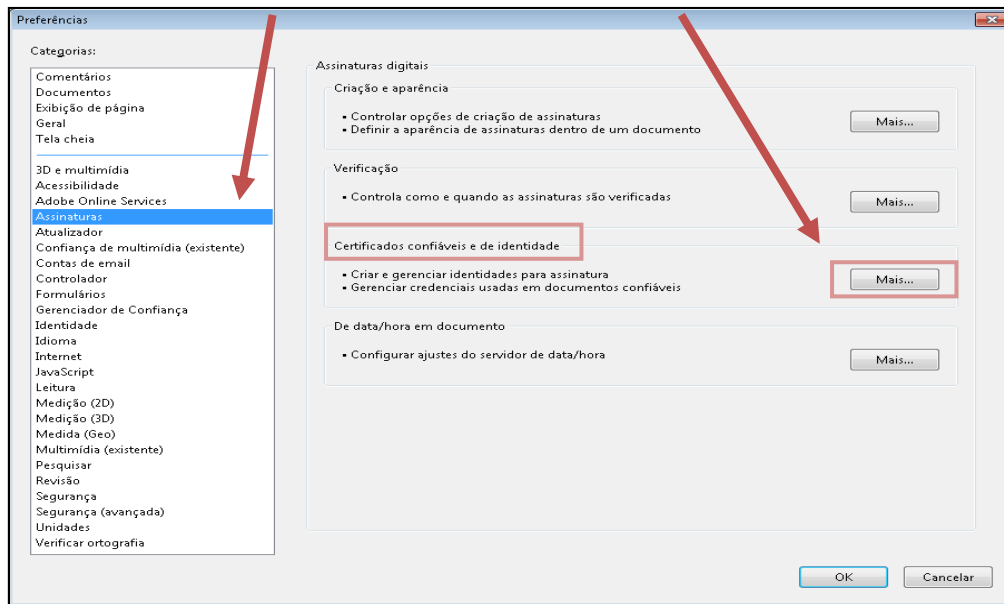 Preferências
Categorias:
Comentários
Documentos
Exibição de página
Geral
Tela cheia
3D e multimídia
Acessibilidade
Adobe Online Services
Assinaturas
Atualizador
Confiança de multimídia (existente)
Contas de email
Controlador
Formulários
Gerenciador de Confiança
Identidade
Idioma
Internet
JavaScript
Leitura
Medição (2D)
Medição (3D)
Medida (Geo)
Multimídia (existente)
Pesquisar
Revisão
Segurança
Segurança (avançada)
Unidades
Verificar ortografia
Assinaturas digitais
Criação e aparência
• Controlar opções de criação de assinaturas
• Definir a aparência de assinaturas dentro de um documento
Mais...
Verificação
• Controla como e quando as assinaturas são verificadas
Mais...
Certificados confiáveis e de identidade
• Criar e gerenciar identidades para assinatura
• Gerenciar credenciais usadas em documentos confiáveis
Mais...
De data/hora em documento
• Configurar ajustes do servidor de data/hora
Mais...
OK
Cancelar